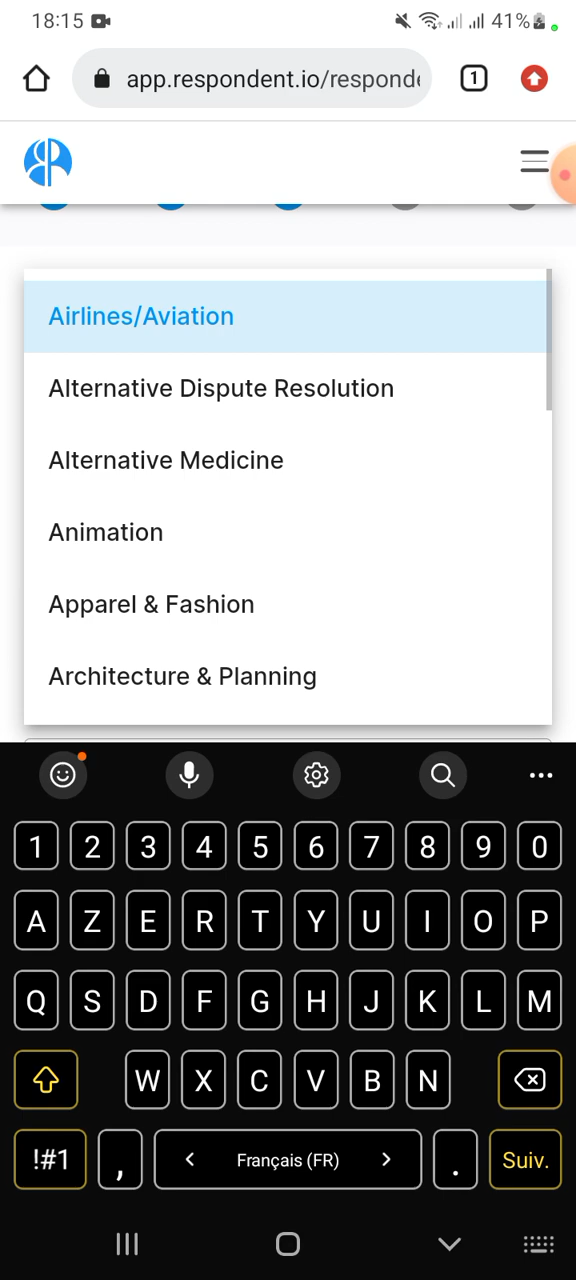 18:15 41%
app.respondent.io/responde 1
Airlines/Aviation
Alternative Dispute Resolution
Alternative Medicine
Animation
Apparel & Fashion
Architecture & Planning
1 2 3 4 5 6 7 8 9 0
A Z E R T Y U I O P
Q S D F G H J K L M
W X C V B N
!#1 , < Français (FR) > . Suiv.